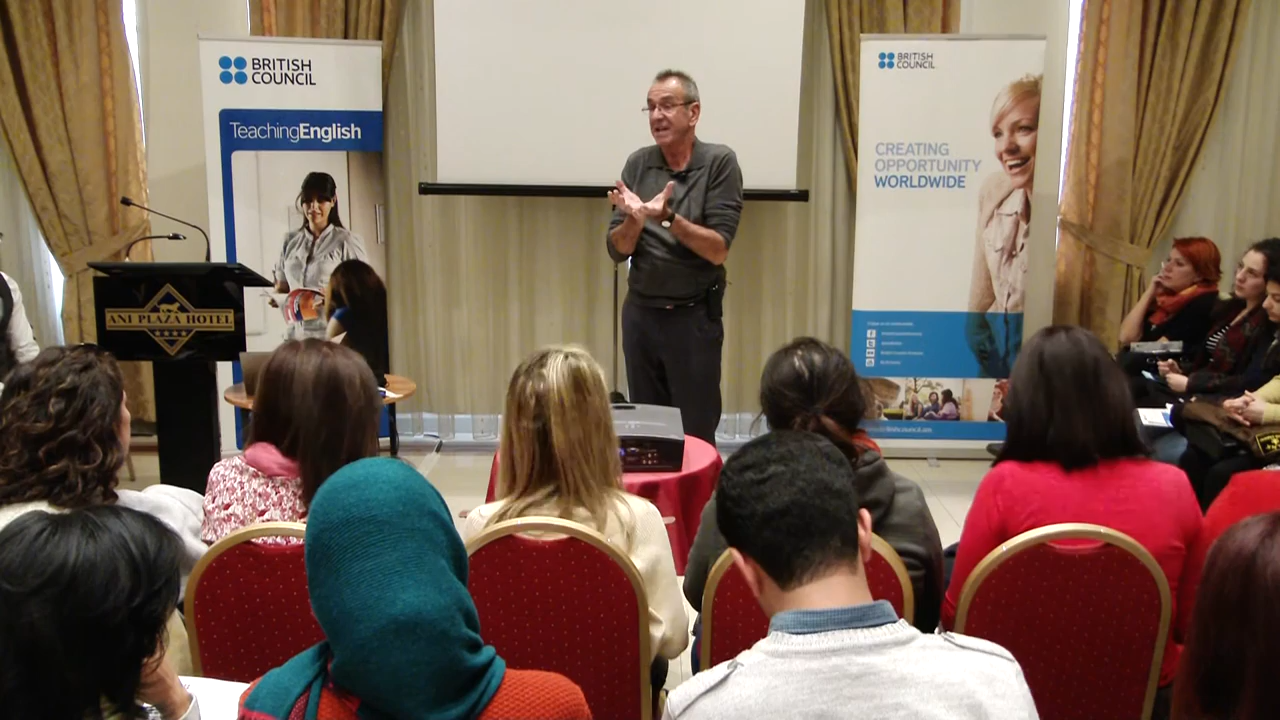 BRITISH
COUNCIL
TeachingEnglish
ANI PLAZA HOTEL
BRITISH
COUNCIL
CREATING
OPPORTUNITY
WORLDWIDE